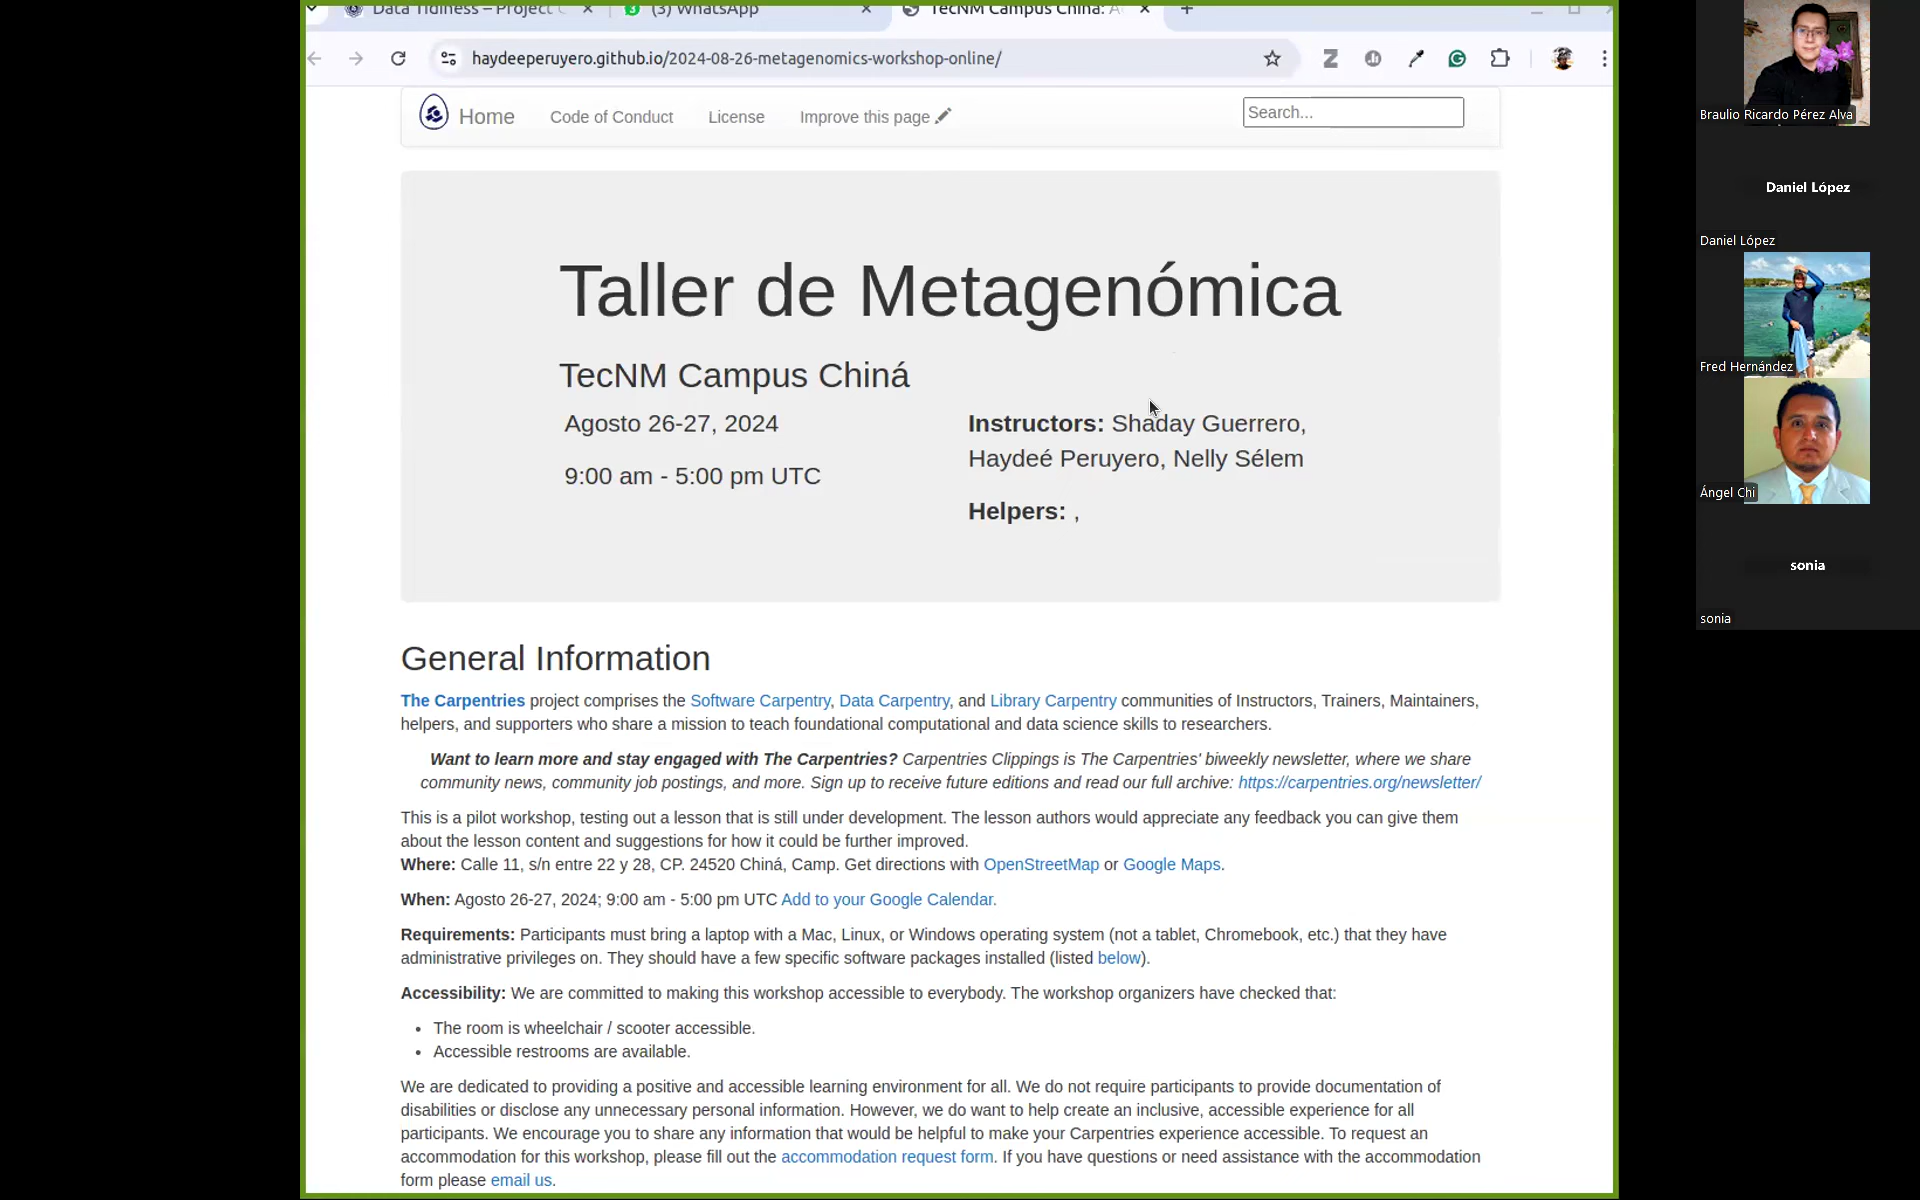 Data Tidiness – Project
(3) WhatsApp
TecNM Campus Chiná:
haydeeperuyero.github.io/2024-08-26-metagenomics-workshop-online/
Home Code of Conduct License Improve this page Search...
Taller de Metagenómica
TecNM Campus Chiná
Agosto 26-27, 2024
9:00 am - 5:00 pm UTC
Instructors: Shaday Guerrero,
Haydeé Peruyero, Nelly Sélem
Helpers: ,
General Information
The Carpentries project comprises the Software Carpentry, Data Carpentry, and Library Carpentry communities of Instructors, Trainers, Maintainers,
helpers, and supporters who share a mission to teach foundational computational and data science skills to researchers.
Want to learn more and stay engaged with The Carpentries? Carpentries Clippings is The Carpentries' biweekly newsletter, where we share
community news, community job postings, and more. Sign up to receive future editions and read our full archive: https://carpentries.org/newsletter/
This is a pilot workshop, testing out a lesson that is still under development. The lesson authors would appreciate any feedback you can give them
about the lesson content and suggestions for how it could be further improved.
Where: Calle 11, s/n entre 22 y 28, CP. 24520 Chiná, Camp. Get directions with OpenStreetMap or Google Maps.
When: Agosto 26-27, 2024; 9:00 am - 5:00 pm UTC Add to your Google Calendar.
Requirements: Participants must bring a laptop with a Mac, Linux, or Windows operating system (not a tablet, Chromebook, etc.) that they have
administrative privileges on. They should have a few specific software packages installed (listed below).
Accessibility: We are committed to making this workshop accessible to everybody. The workshop organizers have checked that:
• The room is wheelchair / scooter accessible.
• Accessible restrooms are available.
We are dedicated to providing a positive and accessible learning environment for all. We do not require participants to provide documentation of
disabilities or disclose any unnecessary personal information. However, we do want to help create an inclusive, accessible experience for all
participants. We encourage you to share any information that would be helpful to make your Carpentries experience accessible. To request an
accommodation for this workshop, please fill out the accommodation request form. If you have questions or need assistance with the accommodation
form please email us.
Braulio Ricardo Pérez Alva
Daniel López
Daniel López
Fred Hernández
Ángel Chi
sonia
sonia